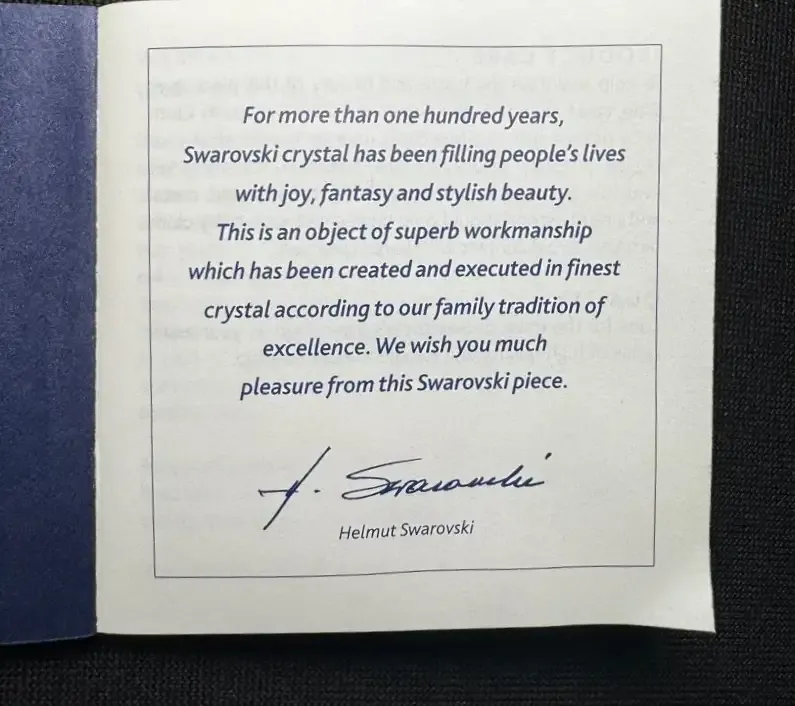 For more than one hundred years,
Swarovski crystal has been filling people's lives
with joy, fantasy and stylish beauty.
This is an object of superb workmanship
which has been created and executed in finest
crystal according to our family tradition of
excellence. We wish you much
pleasure from this Swarovski piece.
H. Swarovski
Helmut Swarovski